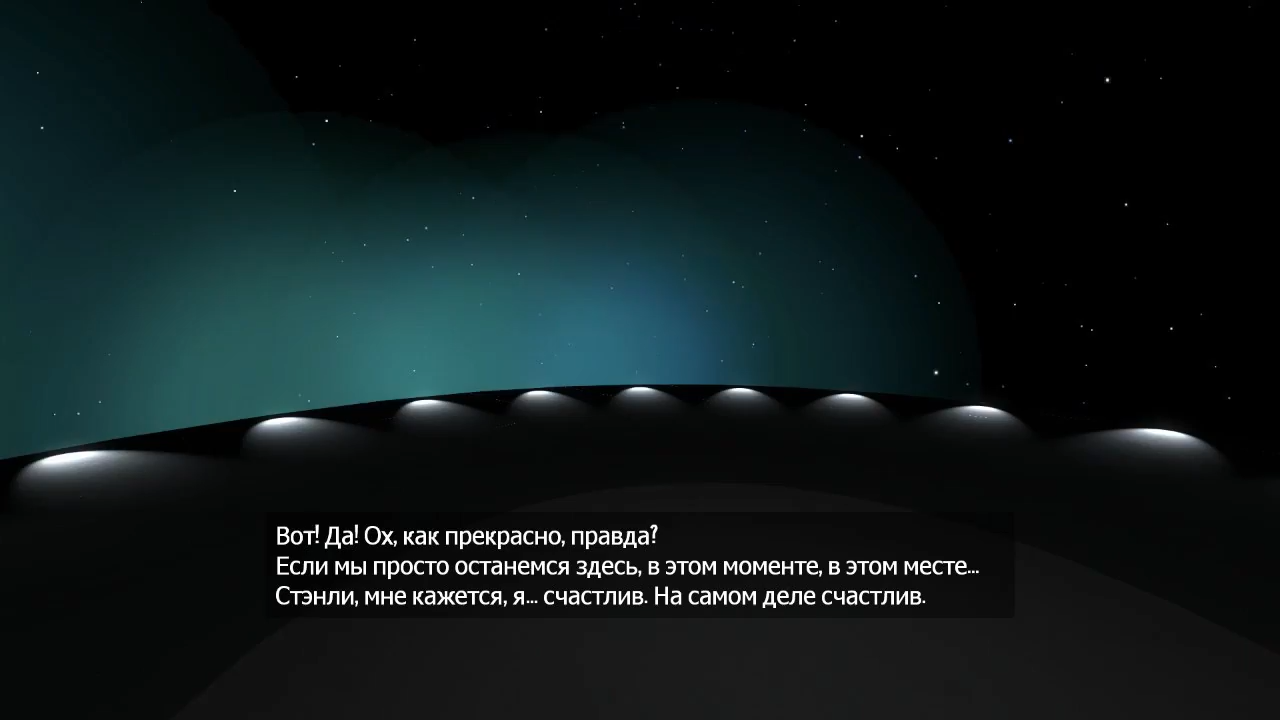 Вот! Да! Ох, как прекрасно, правда?
Если мы просто останемся здесь, в этом моменте, в этом месте...
Стэнли, мне кажется, я... счастлив. На самом деле счастлив.